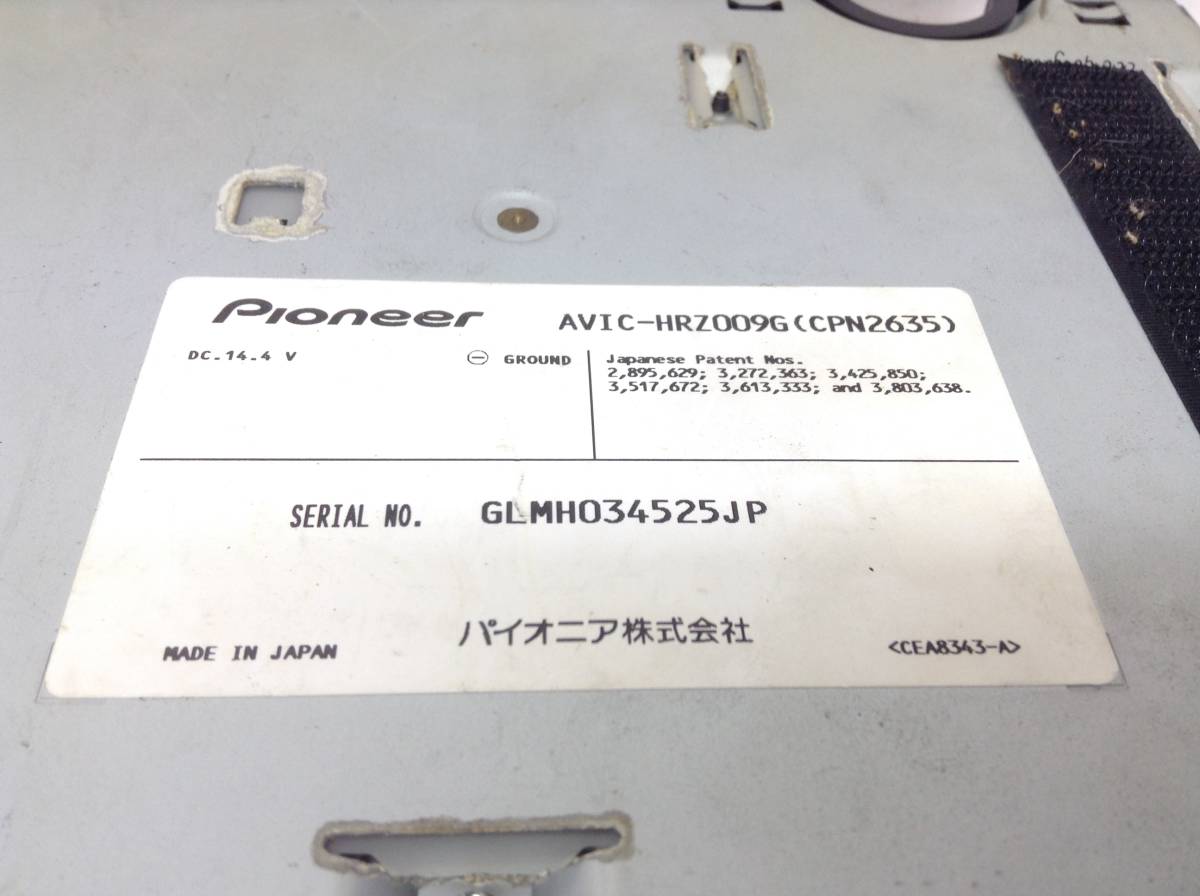 Pioneer
AVIC-HRZ009G(CPN2635)
DC.14.4 V
⊖ GROUND
Japanese Patent Nos.
2,895,629; 3,272,363; 3,425,850;
3,517,672; 3,613,333; and 3,803,638.
SERIAL NO. GLMH034525JP
パイオニア株式会社
MADE IN JAPAN
<CEA8343-A>